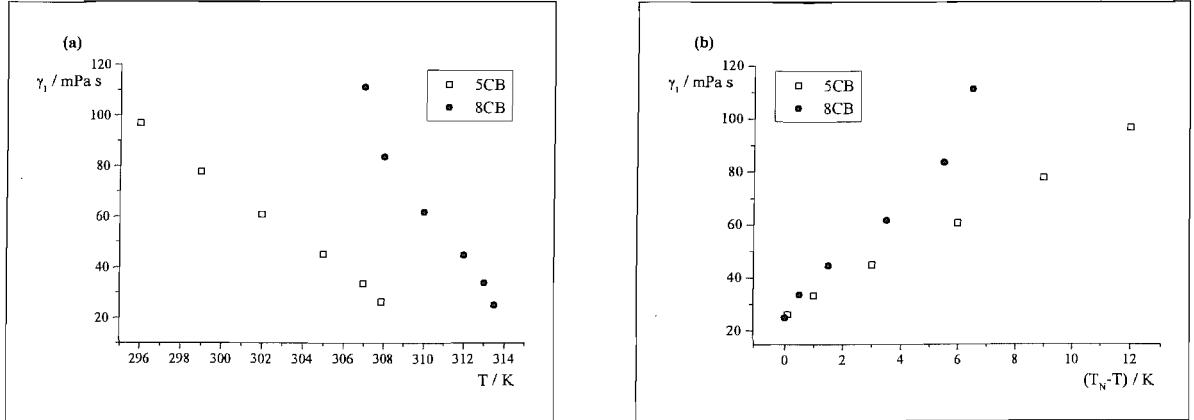 (a)
γ₁ / mPa s
120
100
80
60
40
20
5CB
8CB
296 298 300 302 304 306 308 310 312 314
T / K
(b)
γ₁ / mPa s
120
100
80
60
40
20
5CB
8CB
0 2 4 6 8 10 12
(T_N-T) / K